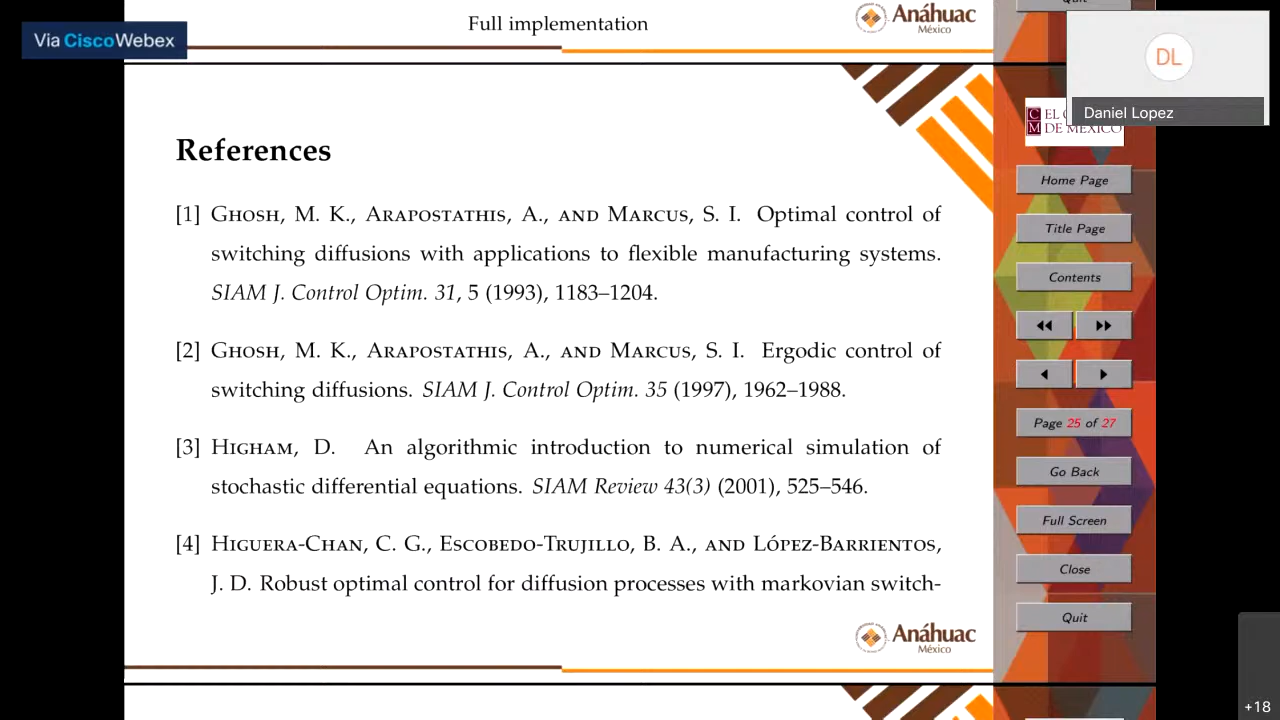 Quit
Full implementation
Anáhuac
México
Via CiscoWebex
DL
Daniel Lopez
C
M
EL C
DE MÉXICO
References
[1] GHOSH, M. K., ARAPOSTATHIS, A., AND MARCUS, S. I. Optimal control of
switching diffusions with applications to flexible manufacturing systems.
SIAM J. Control Optim. 31, 5 (1993), 1183–1204.
[2] GHOSH, M. K., ARAPOSTATHIS, A., AND MARCUS, S. I. Ergodic control of
switching diffusions. SIAM J. Control Optim. 35 (1997), 1962–1988.
[3] HIGHAM, D. An algorithmic introduction to numerical simulation of
stochastic differential equations. SIAM Review 43(3) (2001), 525–546.
[4] HIGUERA-CHAN, C. G., ESCOBEDO-TRUJILLO, B. A., AND LÓPEZ-BARRIENTOS,
J. D. Robust optimal control for diffusion processes with markovian switch-
Anáhuac
México
Home Page
Title Page
Contents
Page 25 of 27
Go Back
Full Screen
Close
Quit
+18